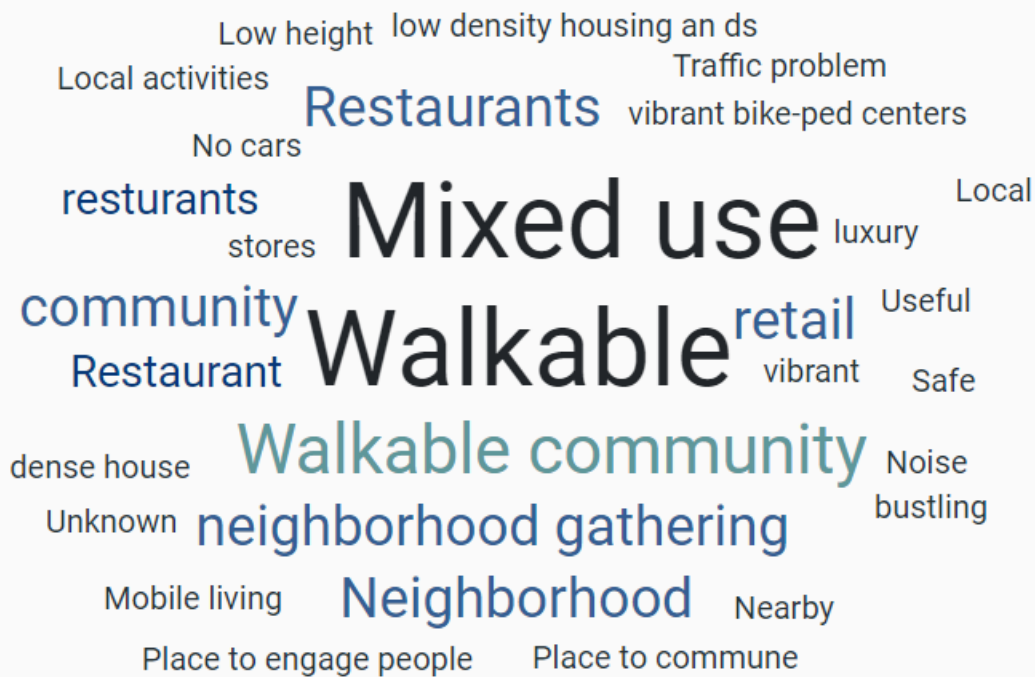 Low height
low density housing an ds
Local activities
Traffic problem
Restaurants
vibrant bike-ped centers
No cars
resturants
Mixed use
Local
stores
luxury
community
Walkable
retail
Useful
Restaurant
vibrant
Safe
dense house
Walkable community
Noise
Unknown
neighborhood gathering
bustling
Mobile living
Neighborhood
Nearby
Place to engage people
Place to commune